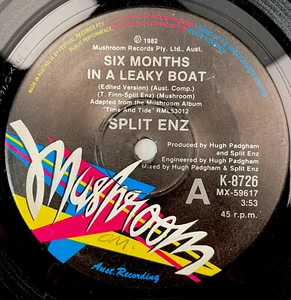 ℗ 1982
Mushroom Records Pty. Ltd., Aust.
SIX MONTHS
IN A LEAKY BOAT
(Edited Version) (Aust. Comp.)
(T. Finn-Split Enz) (Mushroom)
Adapted from the Mushroom Album
'Time And Tide' RML53012
SPLIT ENZ
Produced by Hugh Padgham
and Split Enz
Engineered by Hugh Padgham
Mixed by Hugh Padgham & Split Enz
A
K-8726
MX-59617
3:53
45 r.p.m.
Mushroom
Aust. Recording